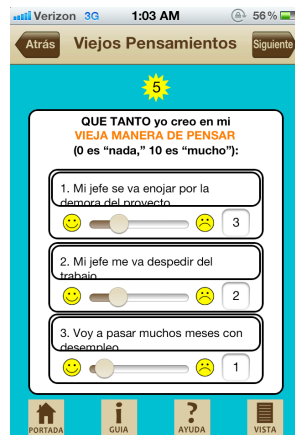 Verizon 3G 1:03 AM 56 %
Atrás Viejos Pensamientos Siguiente
5
QUE TANTO yo creo en mi
VIEJA MANERA DE PENSAR
(0 es “nada,” 10 es “mucho”):
1. Mi jefe se va enojar por la
demora del proyecto
3
2. Mi jefe me va despedir del
trabajo
2
3. Voy a pasar muchos meses con
desempleo
1
PORTADA GUIA AYUDA VISTA